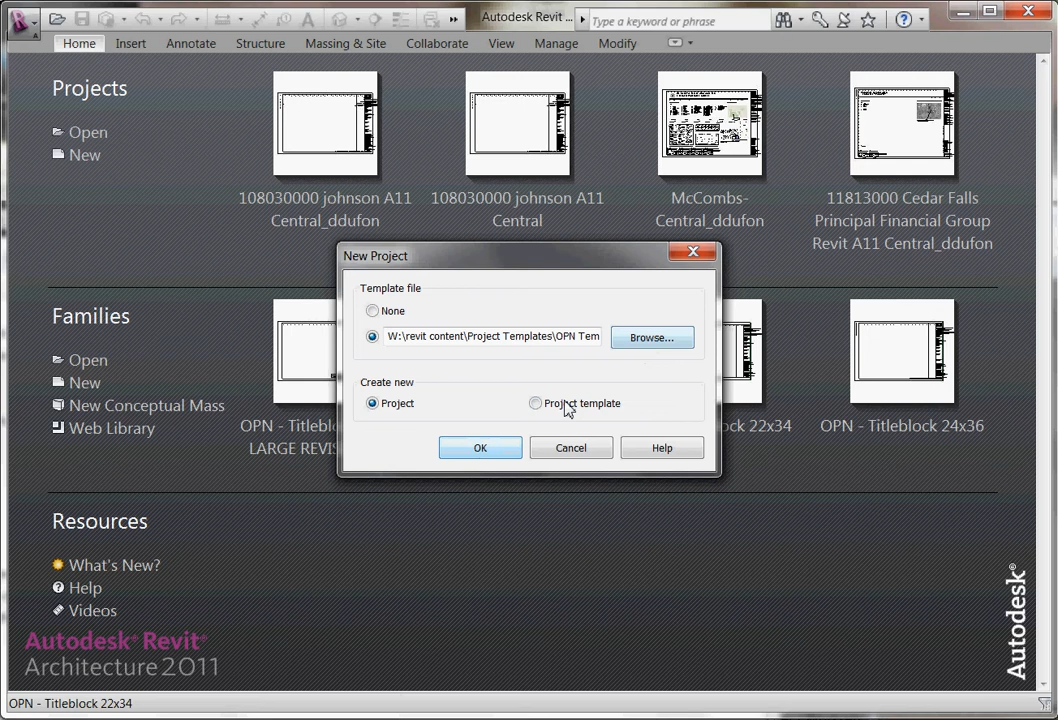 Autodesk Revit ...
Type a keyword or phrase
Home
Insert
Annotate
Structure
Massing & Site
Collaborate
View
Manage
Modify
Projects
Open
New
108030000 johnson A11
Central_ddufon
108030000 johnson A11
Central
McCombs-
Central_ddufon
11813000 Cedar Falls
Principal Financial Group
Revit A11 Central_ddufon
New Project
Template file
None
W:\revit content\Project Templates\OPN Tem
Browse...
Create new
Project
Project template
OK
Cancel
Help
Families
Open
New
New Conceptual Mass
Web Library
OPN - Titleb
LARGE REVIS
22x34
OPN - Titleblock 24x36
Resources
What's New?
Help
Videos
Autodesk® Revit®
Architecture 2011
Autodesk®
OPN - Titleblock 22x34